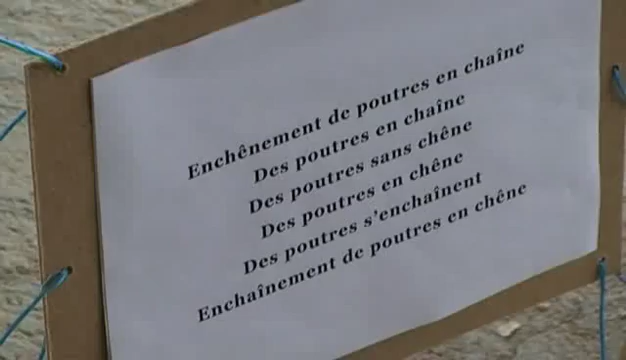 Enchênement de poutres en chaîne
Des poutres en chaîne
Des poutres sans chêne
Des poutres en chêne
Des poutres s'enchaînent
Enchaînement de poutres en chêne